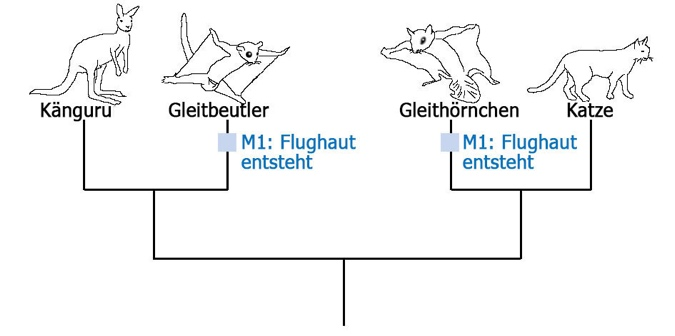 Känguru
Gleitbeutler
Gleithörnchen
Katze
M1: Flughaut
entsteht
M1: Flughaut
entsteht